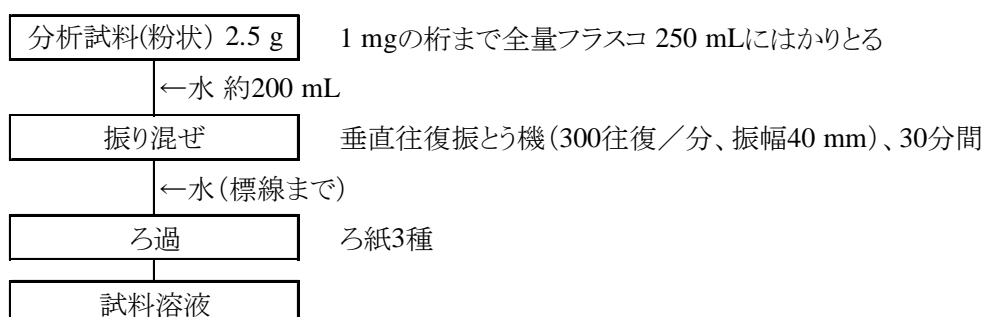 分析試料(粉状) 2.5 g 1 mgの桁まで全量フラスコ 250 mLにはかりとる
←水 約200 mL
振り混ぜ 垂直往復振とう機(300往復/分、振幅40 mm)、30分間
←水(標線まで)
ろ過 ろ紙3種
試料溶液